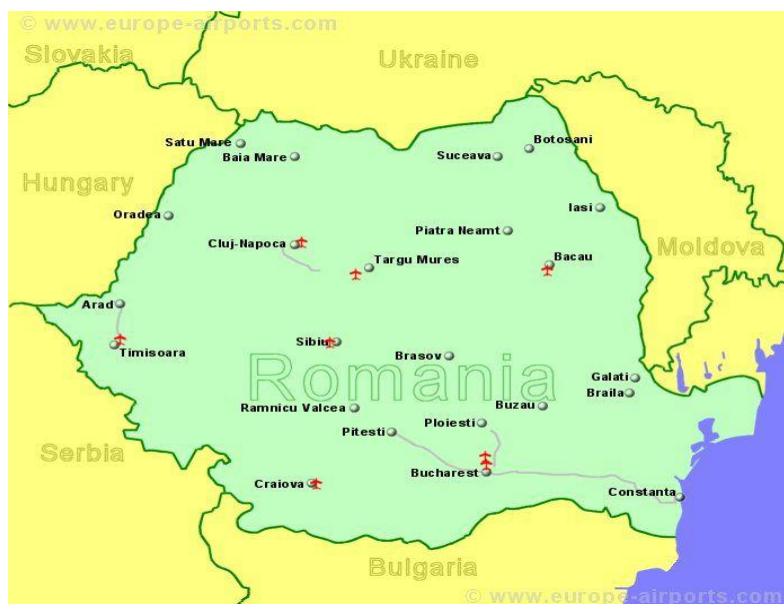 © www.europe-airports.com
Slovakia
Ukraine
Botosani
Satu Mare
Baia Mare
Suceava
Hungary
Iasi
Oradea
Piatra Neamt
Cluj-Napoca
Moldova
Bacau
Targu Mures
Arad
Timisoara
Sibiu
Brasov
Romania
Galati
Braila
Ramnicu Valcea
Buzau
Ploiesti
Pitesti
Serbia
Bucharest
Craiova
Constanta
Bulgaria
© www.europe-airports.com